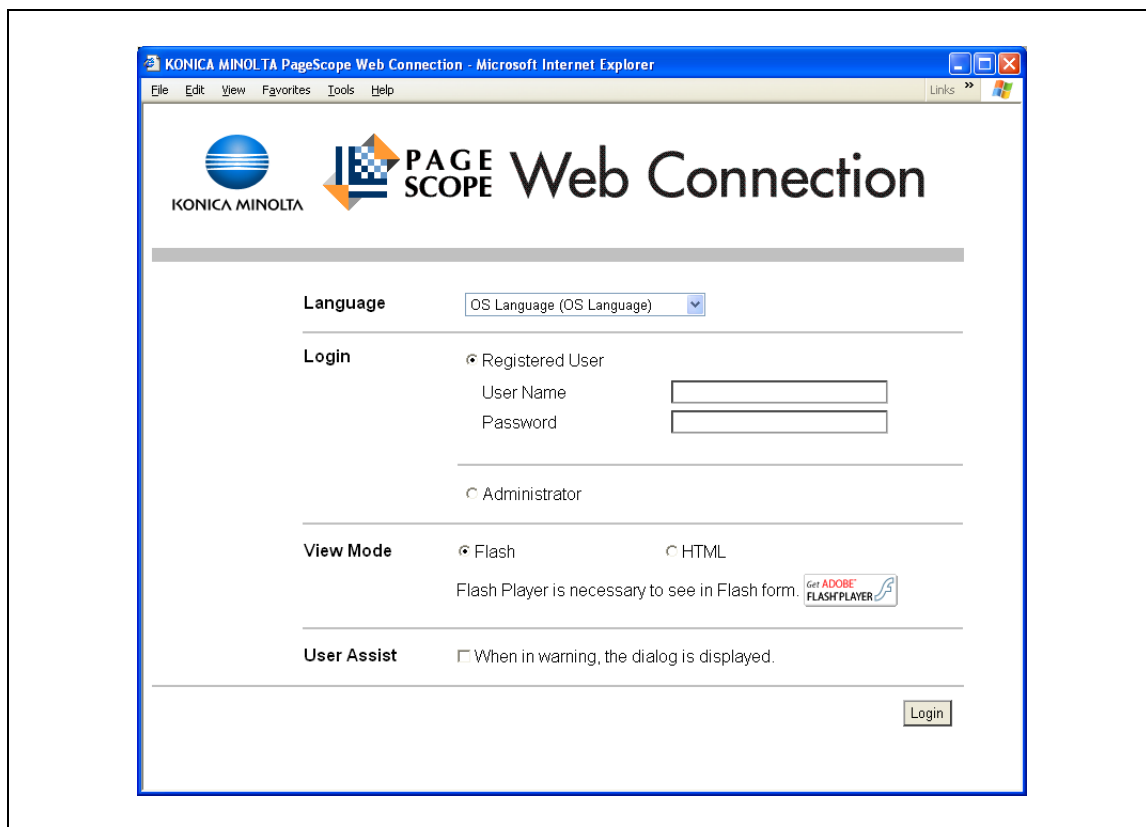 KONICA MINOLTA PageScope Web Connection - Microsoft Internet Explorer
File Edit View Favorites Tools Help Links »
KONICA MINOLTA
PAGE SCOPE Web Connection
Language OS Language (OS Language)
Login Registered User
User Name
Password
Administrator
View Mode Flash HTML
Flash Player is necessary to see in Flash form. Get ADOBE® FLASH® PLAYER
User Assist When in warning, the dialog is displayed.
Login